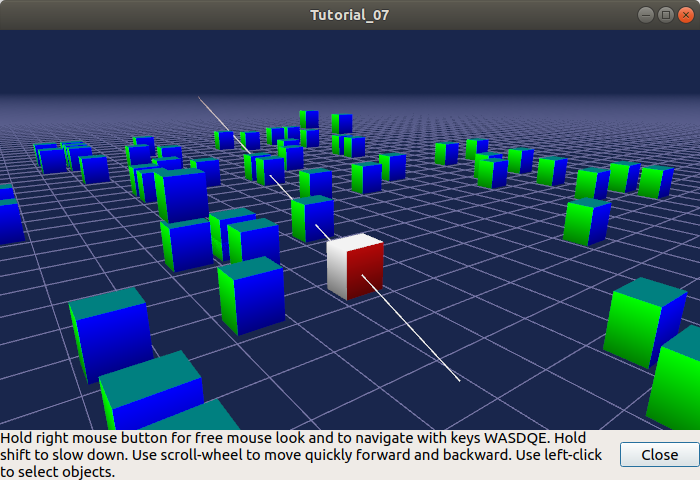 Tutorial_07
Hold right mouse button for free mouse look and to navigate with keys WASDQE. Hold
shift to slow down. Use scroll-wheel to move quickly forward and backward. Use left-click
to select objects.
Close